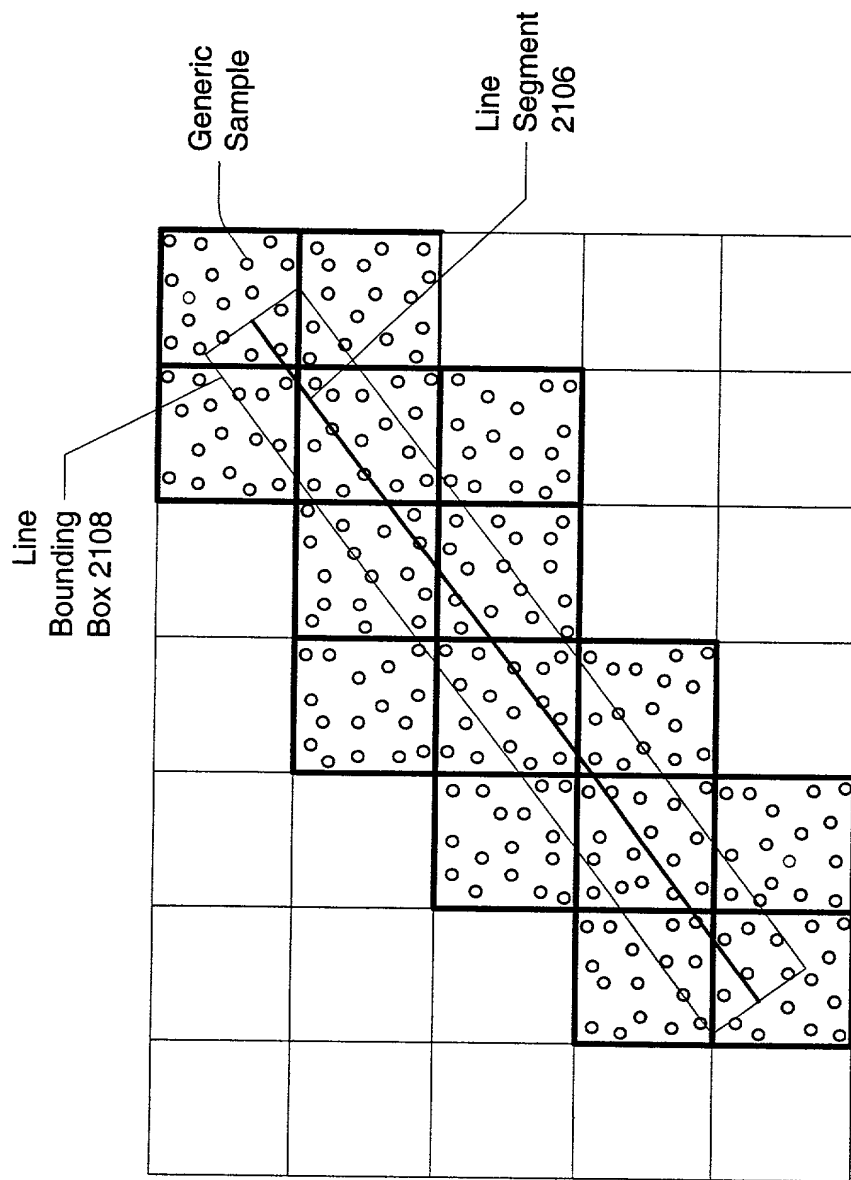 Line
Bounding
Box 2108
Generic
Sample
Line
Segment
2106